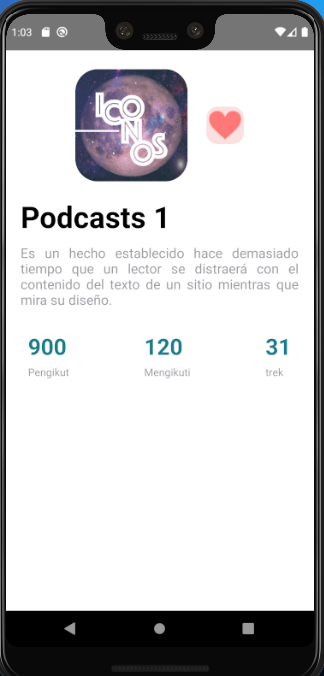 1:03
ICONOS
Podcasts 1
Es un hecho establecido hace demasiado
tiempo que un lector se distraerá con el
contenido del texto de un sitio mientras que
mira su diseño.
900 120 31
Pengikut Mengikuti trek